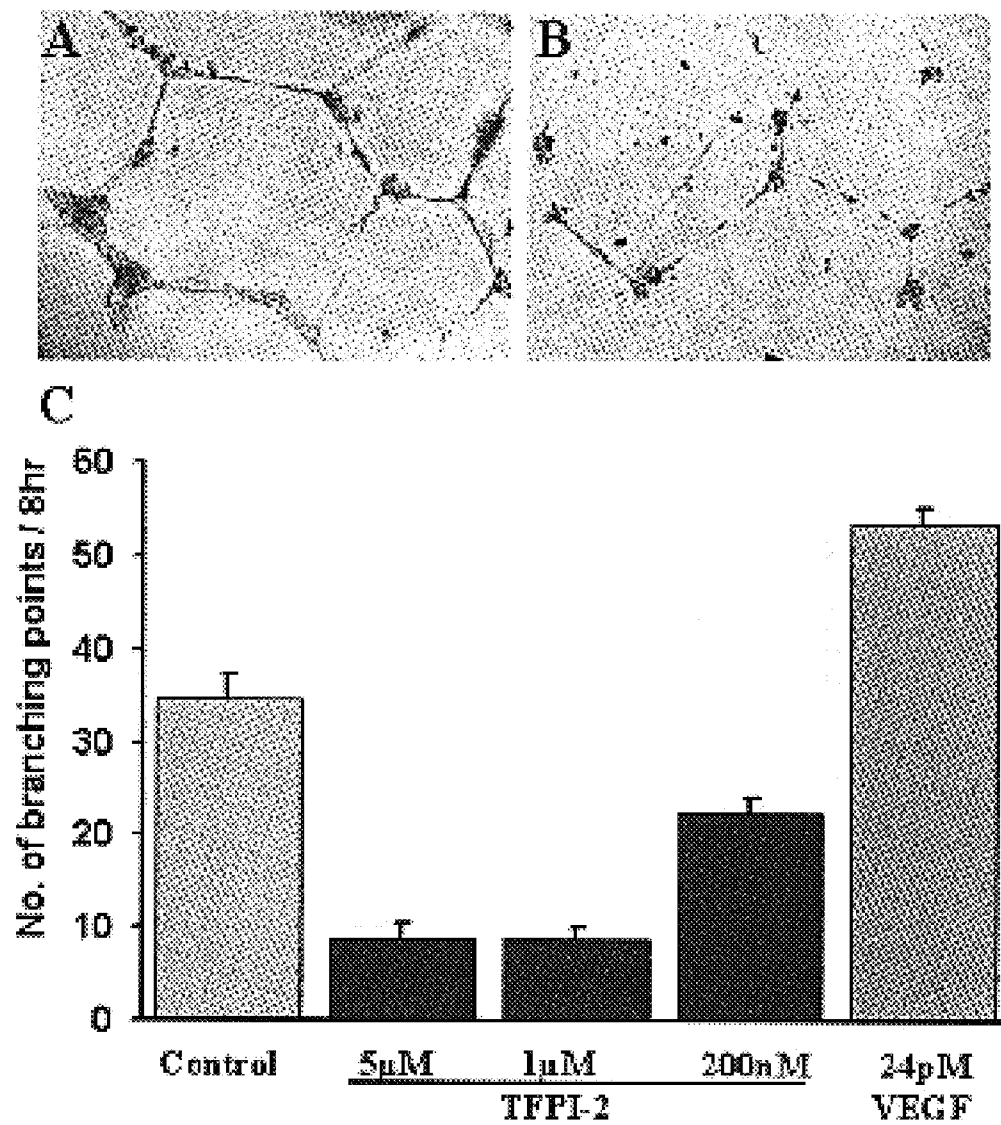 A
B
C
No. of branching points / 8hr
60
50
40
30
20
10
0
Control
5µM
1µM
200nM
24pM
TFPI-2
VEGF